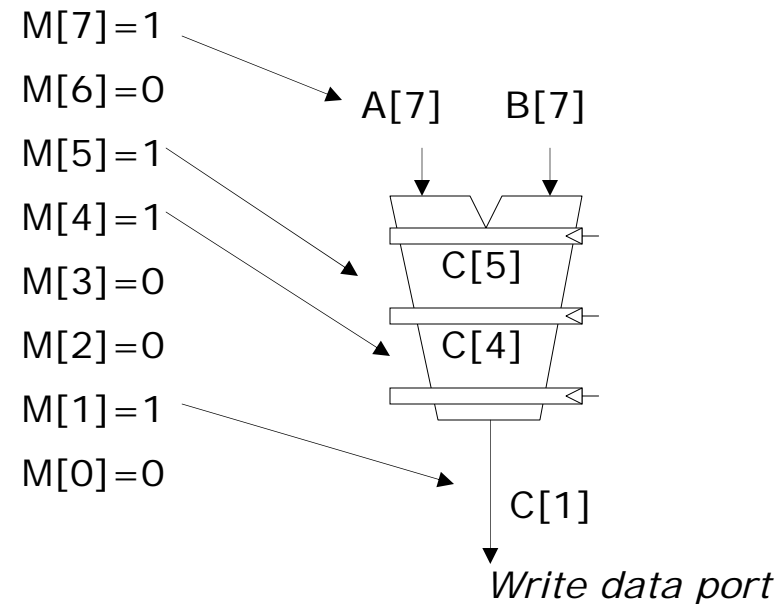 M[7]=1
M[6]=0
A[7] B[7]
M[5]=1
M[4]=1
C[5]
M[3]=0
M[2]=0
C[4]
M[1]=1
M[0]=0
C[1]
Write data port